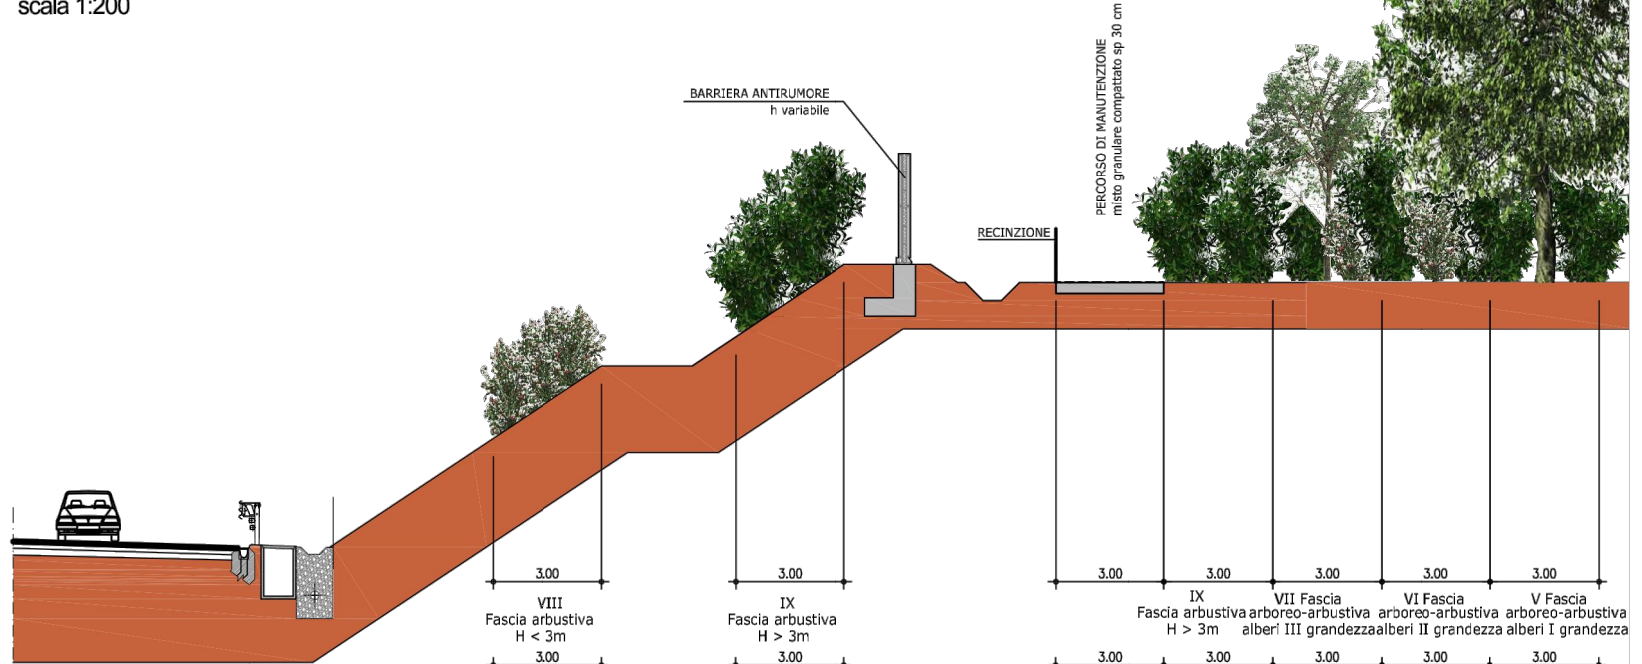 scala 1:200
BARRIERA ANTIRUMORE
h variabile
PERCORSO DI MANUTENZIONE
misto granulare compattato sp 30 cm
RECINZIONE
3.00
3.00
3.00
3.00
3.00
3.00
3.00
VIII
Fascia arbustiva
H < 3m
IX
Fascia arbustiva
H > 3m
IX
Fascia arbustiva
H > 3m
VII Fascia
arboreo-arbustiva
alberi III grandezza
VI Fascia
arboreo-arbustiva
alberi II grandezza
V Fascia
arboreo-arbustiva
alberi I grandezza
3.00
3.00
3.00
3.00
3.00
3.00
3.00